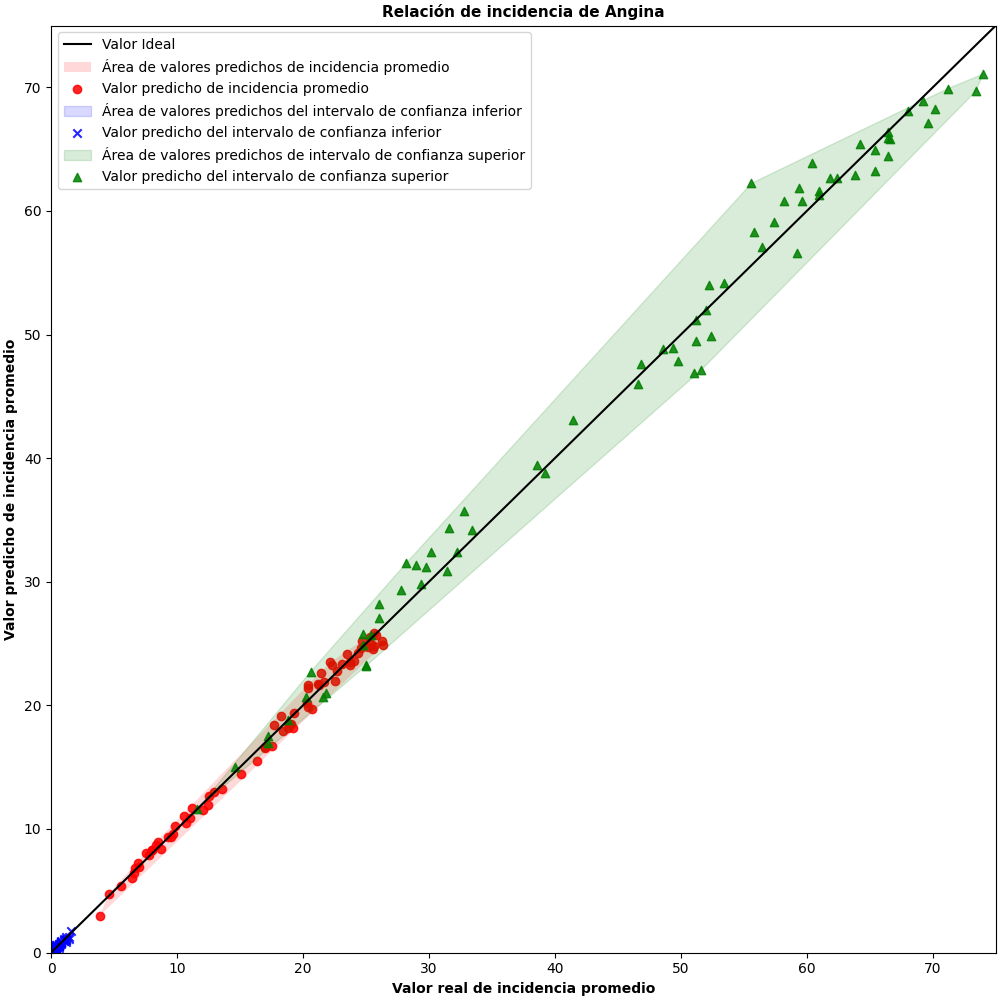 Relación de incidencia de Angina
Valor Ideal
Área de valores predichos de incidencia promedio
Valor predicho de incidencia promedio
Área de valores predichos del intervalo de confianza inferior
Valor predicho del intervalo de confianza inferior
Área de valores predichos de intervalo de confianza superior
Valor predicho del intervalo de confianza superior
Valor predicho de incidencia promedio
70
60
50
40
30
20
10
0
0 10 20 30 40 50 60 70
Valor real de incidencia promedio